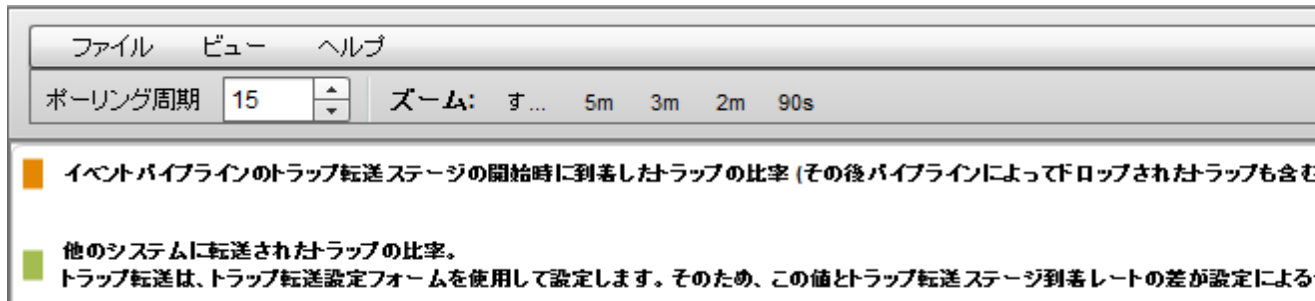 ファイル ビュー ヘルプ
ポーリング周期 15 ズーム: す... 5m 3m 2m 90s
イベントパイプラインのトラップ転送ステージの開始時に到着したトラップの比率 (その後パイプラインによってドロップされたトラップも含む
他のシステムに転送されたトラップの比率。
トラップ転送は、トラップ転送設定フォームを使用して設定します。そのため、この値とトラップ転送ステージ到着レートの差が設定による